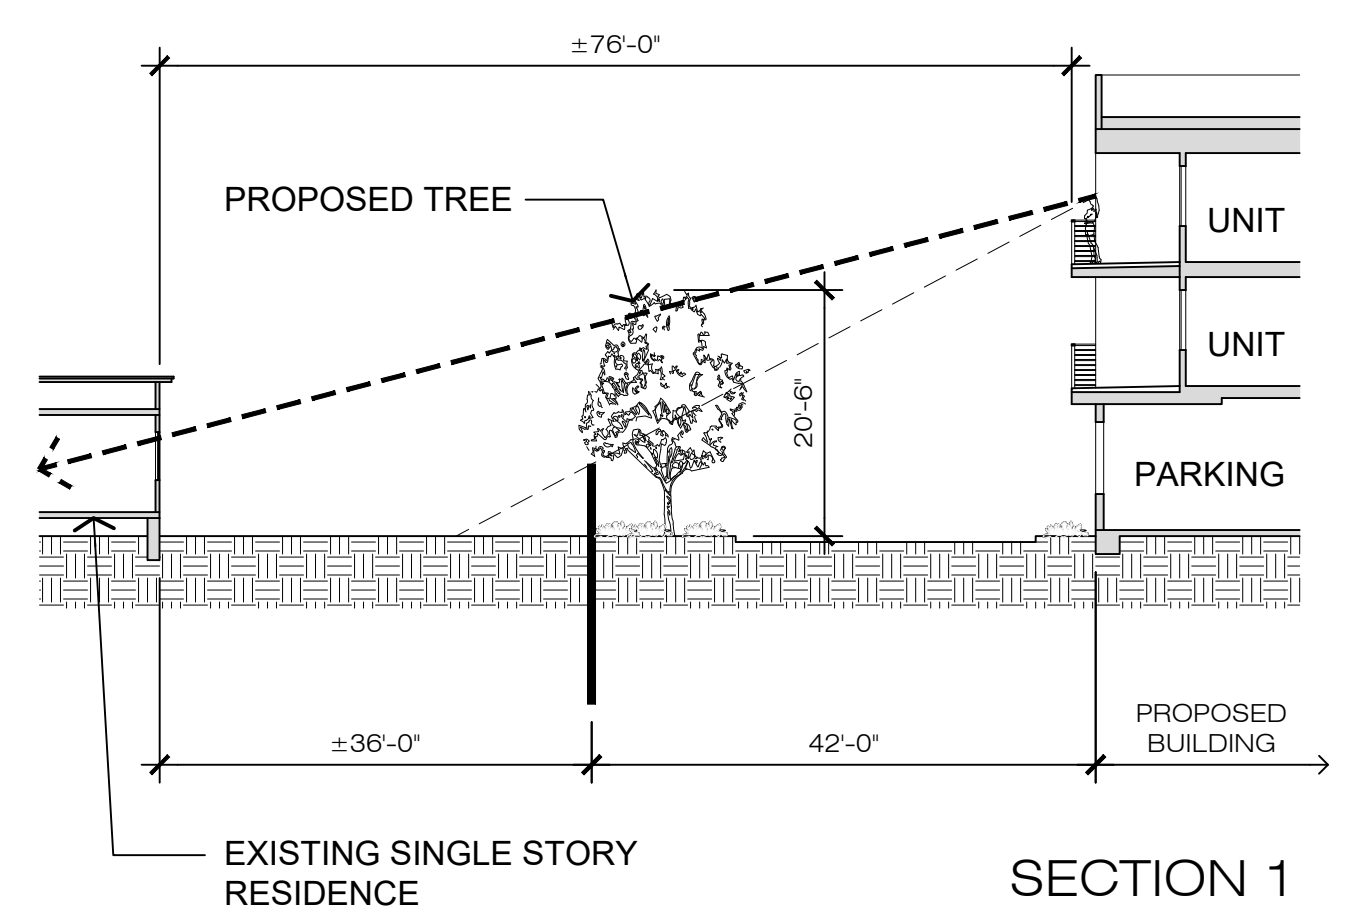 ±76'-0"
PROPOSED TREE
UNIT
UNIT
20'-6"
PARKING
±36'-0"
42'-0"
PROPOSED
BUILDING
EXISTING SINGLE STORY
RESIDENCE
SECTION 1